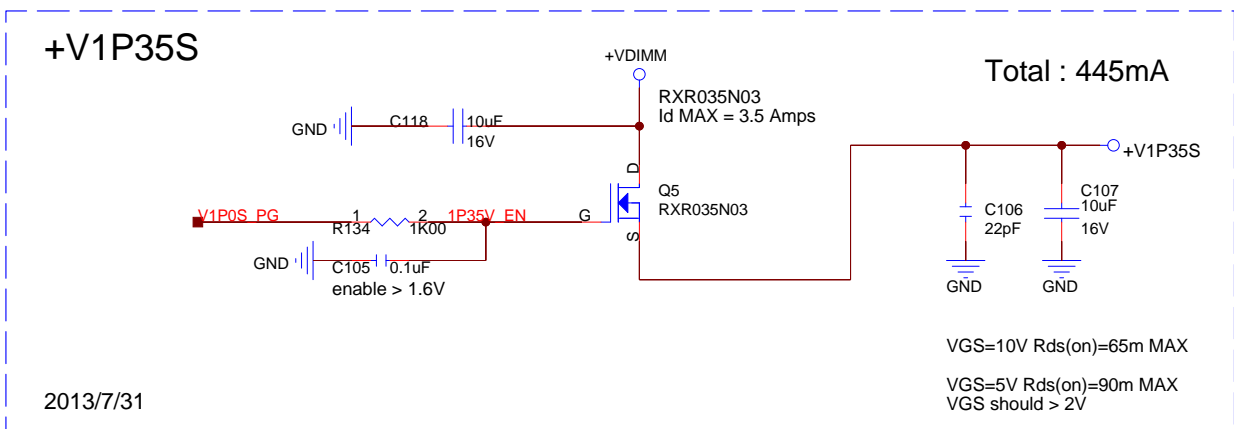 +V1P35S
+VDIMM
Total : 445mA
RXR035N03
Id MAX = 3.5 Amps
GND
C118
10uF
16V
+V1P35S
D
Q5
RXR035N03
G
S
V1P0S_PG
1
2
1P35V_EN
R134
1K00
GND
C105
0.1uF
enable > 1.6V
C106
22pF
C107
10uF
16V
GND
GND
VGS=10V Rds(on)=65m MAX
VGS=5V Rds(on)=90m MAX
VGS should > 2V
2013/7/31